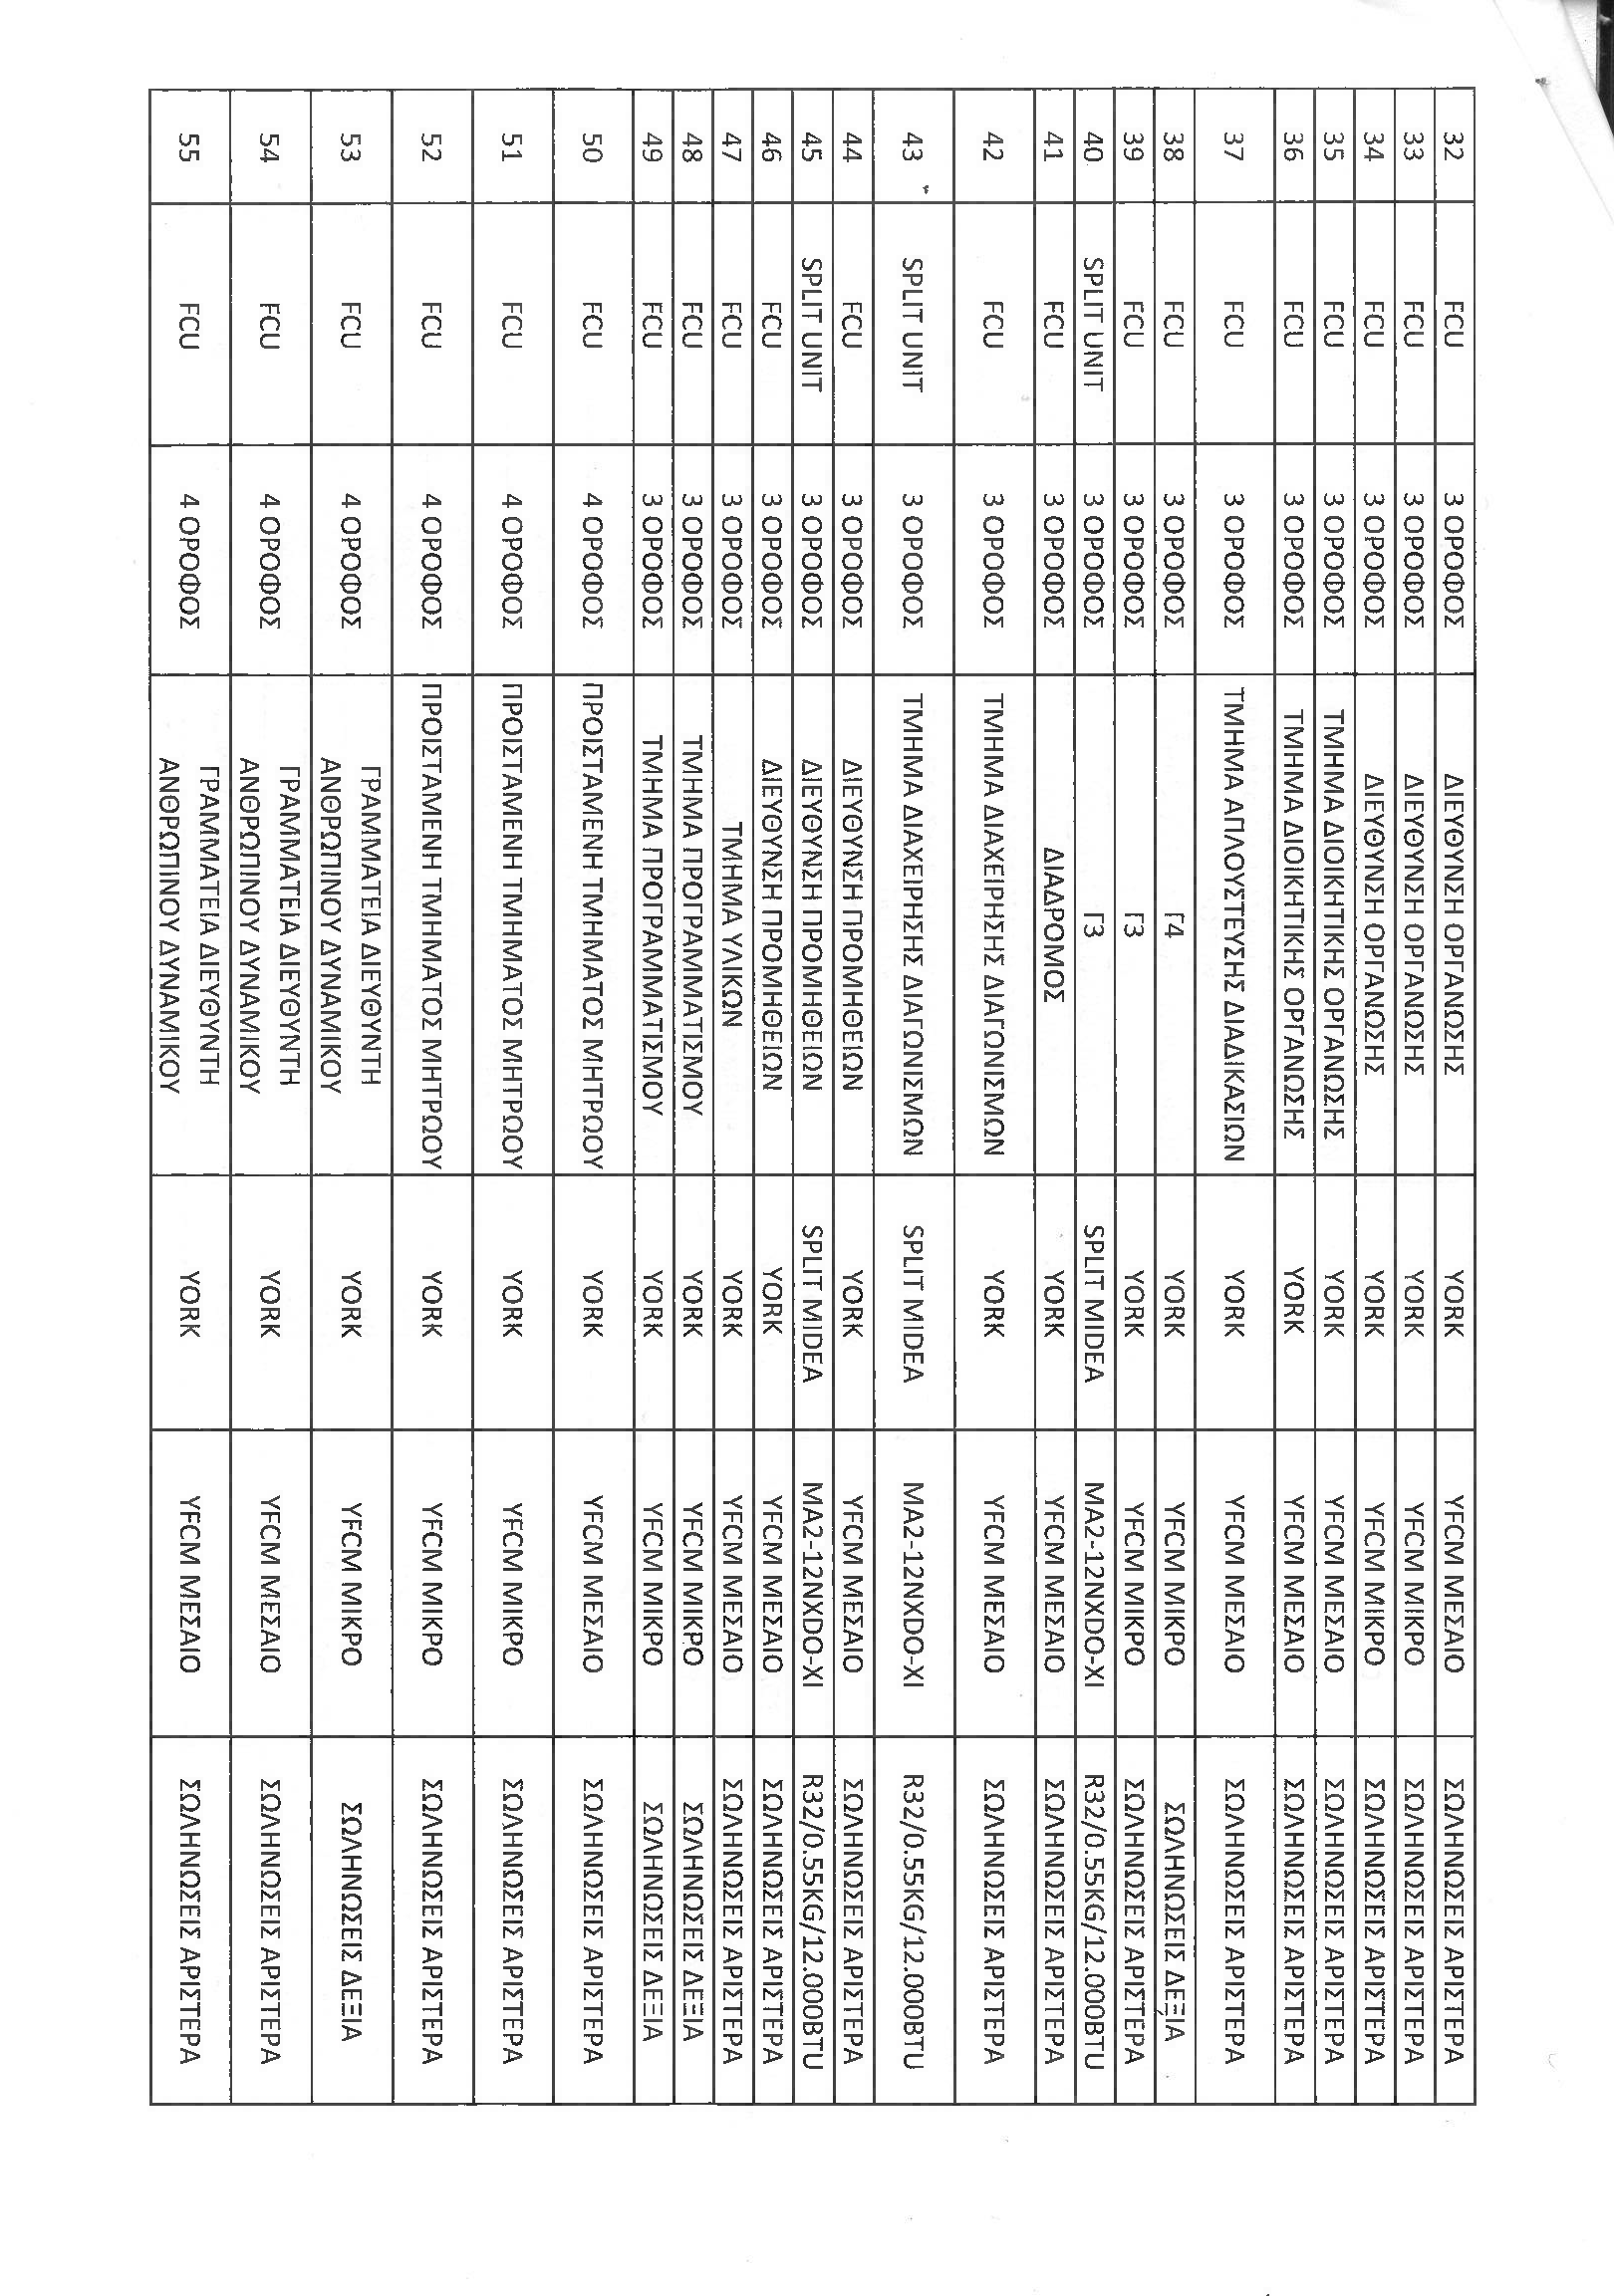 32 FCU 3 ΟΡΟΦΟΣ ΔΙΕΥΘΥΝΣΗ ΟΡΓΑΝΩΣΗΣ YORK YFCM ΜΕΣΑΙΟ ΣΩΛΗΝΩΣΕΙΣ ΑΡΙΣΤΕΡΑ
33 FCU 3 ΟΡΟΦΟΣ ΔΙΕΥΘΥΝΣΗ ΟΡΓΑΝΩΣΗΣ YORK YFCM ΜΙΚΡΟ ΣΩΛΗΝΩΣΕΙΣ ΑΡΙΣΤΕΡΑ
34 FCU 3 ΟΡΟΦΟΣ ΔΙΕΥΘΥΝΣΗ ΟΡΓΑΝΩΣΗΣ YORK YFCM ΜΙΚΡΟ ΣΩΛΗΝΩΣΕΙΣ ΑΡΙΣΤΕΡΑ
35 FCU 3 ΟΡΟΦΟΣ ΤΜΗΜΑ ΔΙΟΙΚΗΤΙΚΗΣ ΟΡΓΑΝΩΣΗΣ YORK YFCM ΜΕΣΑΙΟ ΣΩΛΗΝΩΣΕΙΣ ΑΡΙΣΤΕΡΑ
36 FCU 3 ΟΡΟΦΟΣ ΤΜΗΜΑ ΔΙΟΙΚΗΤΙΚΗΣ ΟΡΓΑΝΩΣΗΣ YORK YFCM ΜΕΣΑΙΟ ΣΩΛΗΝΩΣΕΙΣ ΑΡΙΣΤΕΡΑ
37 FCU 3 ΟΡΟΦΟΣ ΤΜΗΜΑ ΑΠΛΟΥΣΤΕΥΣΗΣ ΔΙΑΔΙΚΑΣΙΩΝ YORK YFCM ΜΕΣΑΙΟ ΣΩΛΗΝΩΣΕΙΣ ΑΡΙΣΤΕΡΑ
38 FCU 3 ΟΡΟΦΟΣ Γ4 YORK YFCM ΜΙΚΡΟ ΣΩΛΗΝΩΣΕΙΣ ΔΕΞΙΑ
39 FCU 3 ΟΡΟΦΟΣ Γ3 YORK YFCM ΜΙΚΡΟ ΣΩΛΗΝΩΣΕΙΣ ΑΡΙΣΤΕΡΑ
40 SPLIT UNIT 3 ΟΡΟΦΟΣ Γ3 SPLIT MIDEA MA2-12NXDO-XI R32/0.55KG/12.000BTU
41 FCU 3 ΟΡΟΦΟΣ ΔΙΑΔΡΟΜΟΣ YORK YFCM ΜΕΣΑΙΟ ΣΩΛΗΝΩΣΕΙΣ ΑΡΙΣΤΕΡΑ
42 FCU 3 ΟΡΟΦΟΣ ΤΜΗΜΑ ΔΙΑΧΕΙΡΗΣΗΣ ΔΙΑΓΩΝΙΣΜΩΝ YORK YFCM ΜΕΣΑΙΟ ΣΩΛΗΝΩΣΕΙΣ ΑΡΙΣΤΕΡΑ
43 SPLIT UNIT 3 ΟΡΟΦΟΣ ΤΜΗΜΑ ΔΙΑΧΕΙΡΗΣΗΣ ΔΙΑΓΩΝΙΣΜΩΝ SPLIT MIDEA MA2-12NXDO-XI R32/0.55KG/12.000BTU
44 FCU 3 ΟΡΟΦΟΣ ΔΙΕΥΘΥΝΣΗ ΠΡΟΜΗΘΕΙΩΝ YORK YFCM ΜΕΣΑΙΟ ΣΩΛΗΝΩΣΕΙΣ ΑΡΙΣΤΕΡΑ
45 SPLIT UNIT 3 ΟΡΟΦΟΣ ΔΙΕΥΘΥΝΣΗ ΠΡΟΜΗΘΕΙΩΝ SPLIT MIDEA MA2-12NXDO-XI R32/0.55KG/12.000BTU
46 FCU 3 ΟΡΟΦΟΣ ΔΙΕΥΘΥΝΣΗ ΠΡΟΜΗΘΕΙΩΝ YORK YFCM ΜΕΣΑΙΟ ΣΩΛΗΝΩΣΕΙΣ ΑΡΙΣΤΕΡΑ
47 FCU 3 ΟΡΟΦΟΣ ΤΜΗΜΑ ΥΛΙΚΩΝ YORK YFCM ΜΕΣΑΙΟ ΣΩΛΗΝΩΣΕΙΣ ΑΡΙΣΤΕΡΑ
48 FCU 3 ΟΡΟΦΟΣ ΤΜΗΜΑ ΠΡΟΓΡΑΜΜΑΤΙΣΜΟΥ YORK YFCM ΜΙΚΡΟ ΣΩΛΗΝΩΣΕΙΣ ΔΕΞΙΑ
49 FCU 3 ΟΡΟΦΟΣ ΤΜΗΜΑ ΠΡΟΓΡΑΜΜΑΤΙΣΜΟΥ YORK YFCM ΜΙΚΡΟ ΣΩΛΗΝΩΣΕΙΣ ΔΕΞΙΑ
50 FCU 4 ΟΡΟΦΟΣ ΠΡΟΙΣΤΑΜΕΝΗ ΤΜΗΜΑΤΟΣ ΜΗΤΡΩΟΥ YORK YFCM ΜΕΣΑΙΟ ΣΩΛΗΝΩΣΕΙΣ ΑΡΙΣΤΕΡΑ
51 FCU 4 ΟΡΟΦΟΣ ΠΡΟΙΣΤΑΜΕΝΗ ΤΜΗΜΑΤΟΣ ΜΗΤΡΩΟΥ YORK YFCM ΜΙΚΡΟ ΣΩΛΗΝΩΣΕΙΣ ΑΡΙΣΤΕΡΑ
52 FCU 4 ΟΡΟΦΟΣ ΠΡΟΙΣΤΑΜΕΝΗ ΤΜΗΜΑΤΟΣ ΜΗΤΡΩΟΥ YORK YFCM ΜΙΚΡΟ ΣΩΛΗΝΩΣΕΙΣ ΑΡΙΣΤΕΡΑ
53 FCU 4 ΟΡΟΦΟΣ ΓΡΑΜΜΑΤΕΙΑ ΔΙΕΥΘΥΝΤΗ
ΑΝΘΡΩΠΙΝΟΥ ΔΥΝΑΜΙΚΟΥ YORK YFCM ΜΙΚΡΟ ΣΩΛΗΝΩΣΕΙΣ ΔΕΞΙΑ
54 FCU 4 ΟΡΟΦΟΣ ΓΡΑΜΜΑΤΕΙΑ ΔΙΕΥΘΥΝΤΗ
ΑΝΘΡΩΠΙΝΟΥ ΔΥΝΑΜΙΚΟΥ YORK YFCM ΜΕΣΑΙΟ ΣΩΛΗΝΩΣΕΙΣ ΑΡΙΣΤΕΡΑ
55 FCU 4 ΟΡΟΦΟΣ ΓΡΑΜΜΑΤΕΙΑ ΔΙΕΥΘΥΝΤΗ
ΑΝΘΡΩΠΙΝΟΥ ΔΥΝΑΜΙΚΟΥ YORK YFCM ΜΕΣΑΙΟ ΣΩΛΗΝΩΣΕΙΣ ΑΡΙΣΤΕΡΑ